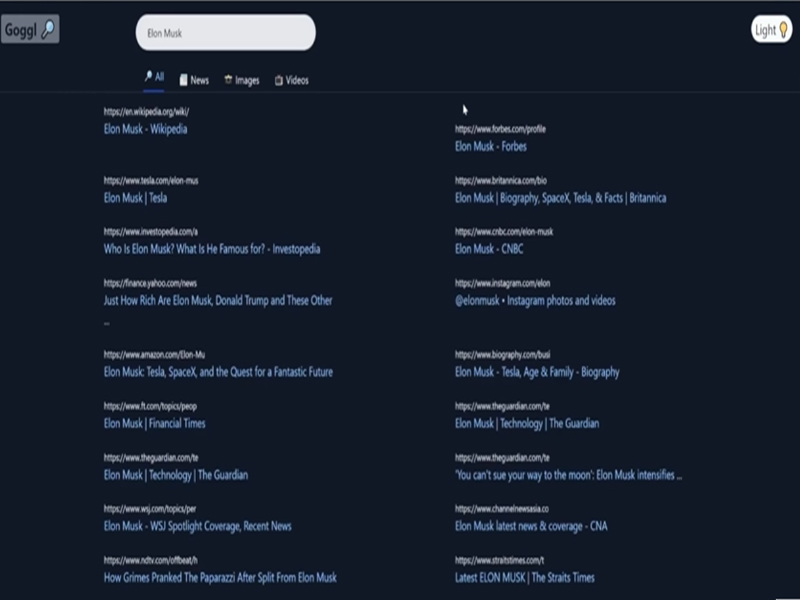 Goggl
Elon Musk
Light
All
News
Images
Videos
https://en.wikipedia.org/wiki/
Elon Musk - Wikipedia
https://www.tesla.com/elon-mus
Elon Musk | Tesla
https://www.investopedia.com/a
Who Is Elon Musk? What Is He Famous for? - Investopedia
https://finance.yahoo.com/news
Just How Rich Are Elon Musk, Donald Trump and These Other
...
https://www.amazon.com/Elon-Mu
Elon Musk: Tesla, SpaceX, and the Quest for a Fantastic Future
https://www.ft.com/topics/peop
Elon Musk | Financial Times
https://www.theguardian.com/te
Elon Musk | Technology | The Guardian
https://www.wsj.com/topics/per
Elon Musk - WSJ Spotlight Coverage, Recent News
https://www.ndtv.com/offbeat/h
How Grimes Pranked The Paparazzi After Split From Elon Musk
https://www.forbes.com/profile
Elon Musk - Forbes
https://www.britannica.com/bio
Elon Musk | Biography, SpaceX, Tesla, & Facts | Britannica
https://www.cnbc.com/elon-musk
Elon Musk - CNBC
https://www.instagram.com/elon
@elonmusk • Instagram photos and videos
https://www.biography.com/busi
Elon Musk - Tesla, Age & Family - Biography
https://www.theguardian.com/te
Elon Musk | Technology | The Guardian
https://www.theguardian.com/te
'You can't sue your way to the moon': Elon Musk intensifies ...
https://www.channelnewsasia.co
Elon Musk latest news & coverage - CNA
https://www.straitstimes.com/t
Latest ELON MUSK | The Straits Times